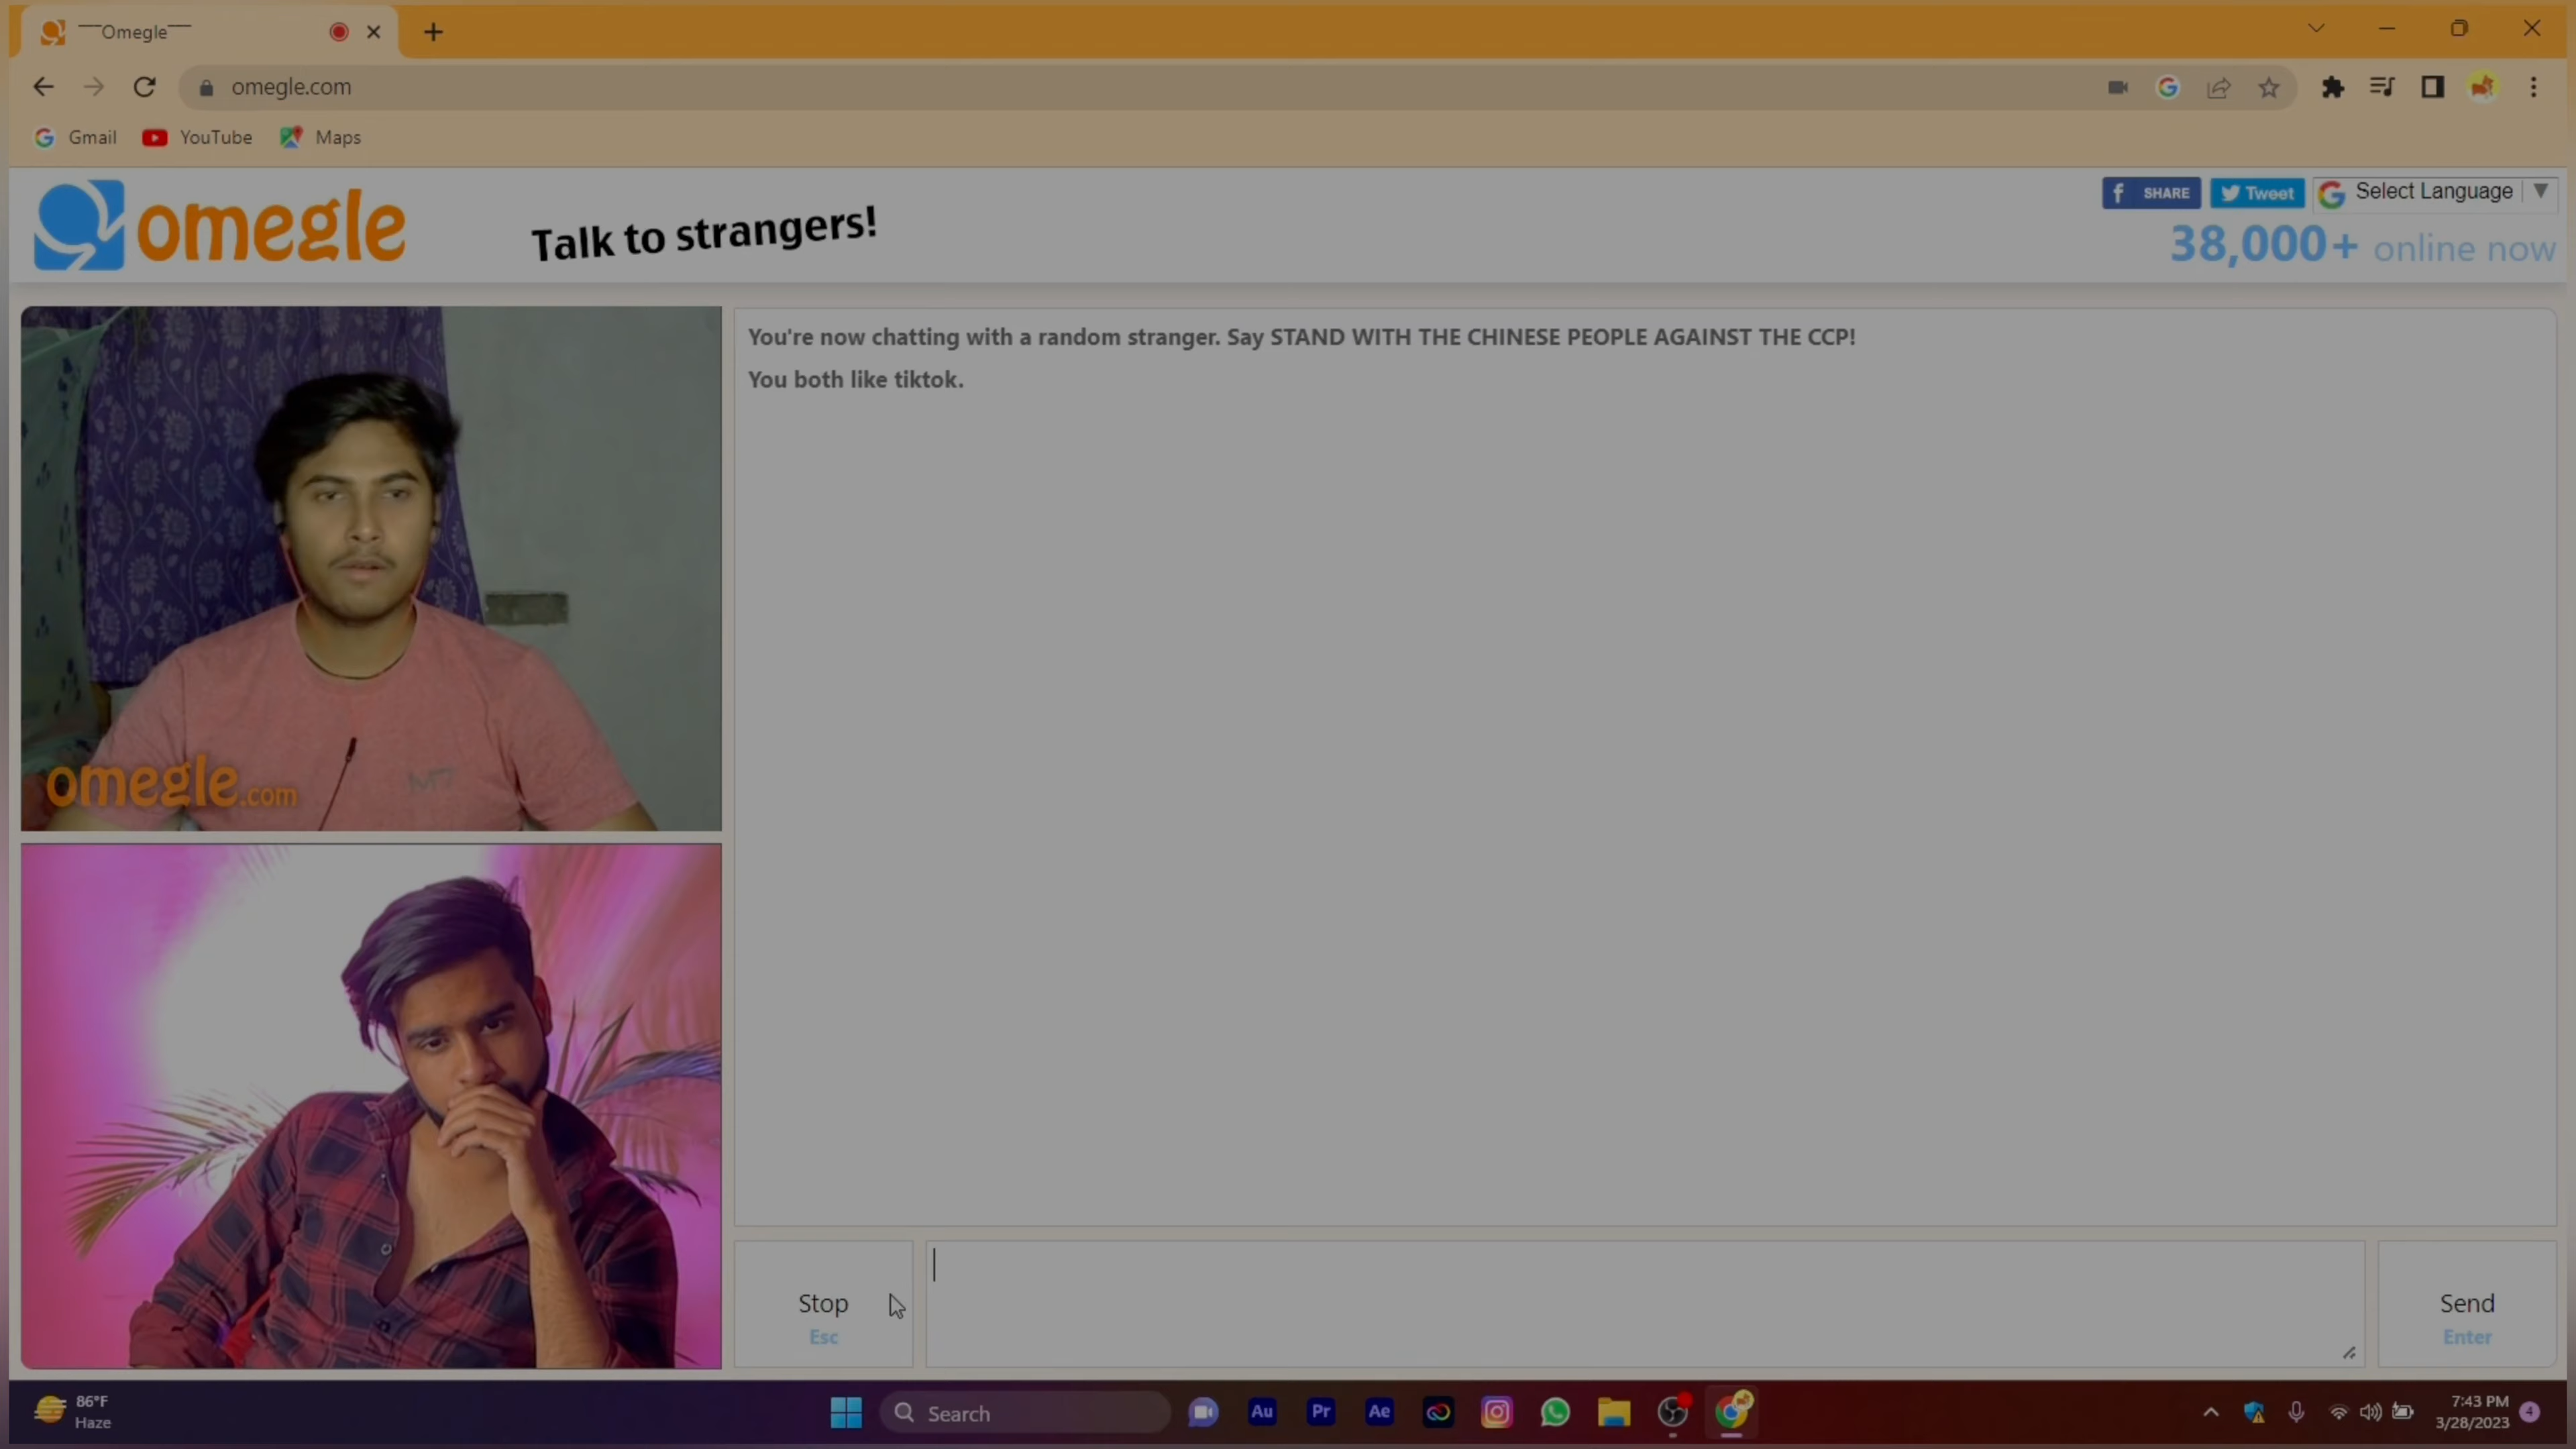 Omegle
omegle.com
Gmail YouTube Maps
omegle Talk to strangers!
SHARE Tweet Select Language
38,000+ online now
You're now chatting with a random stranger. Say STAND WITH THE CHINESE PEOPLE AGAINST THE CCP!
You both like tiktok.
omegle.com
Stop
Esc
Send
Enter
86°F
Haze
Search
Au Pr Ae
7:43 PM
3/28/2023
4